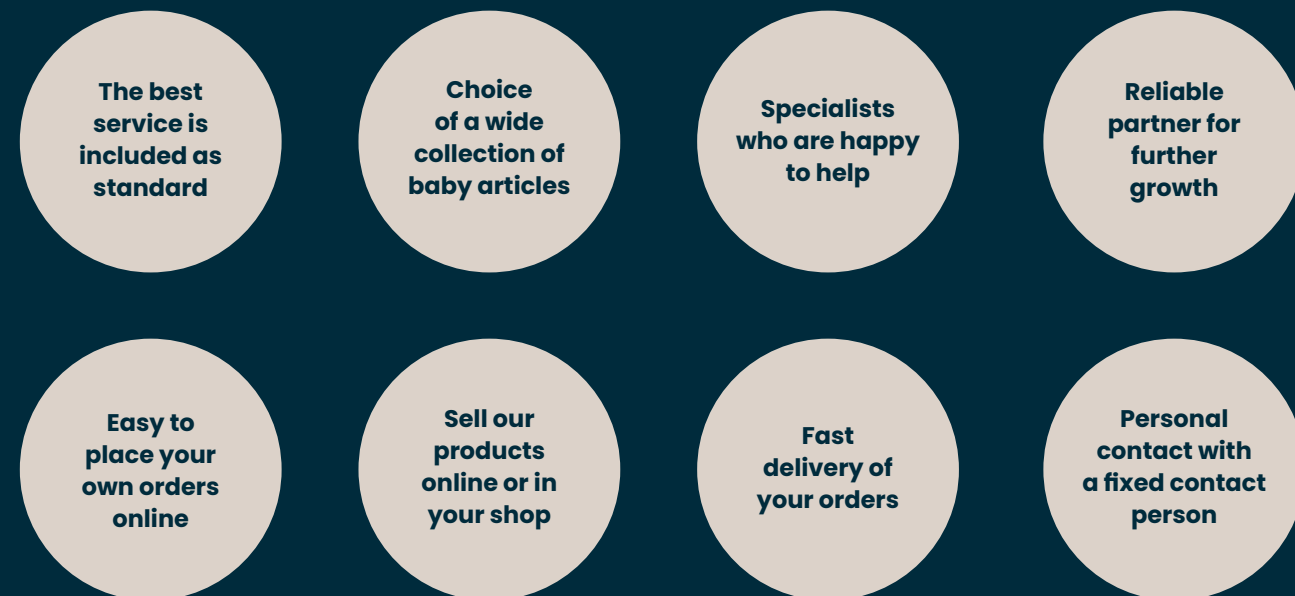 The best
service is
included as
standard
Choice
of a wide
collection of
baby articles
Specialists
who are happy
to help
Reliable
partner for
further
growth
Easy to
place your
own orders
online
Sell our
products
online or in
your shop
Fast
delivery of
your orders
Personal
contact with
a fixed contact
person